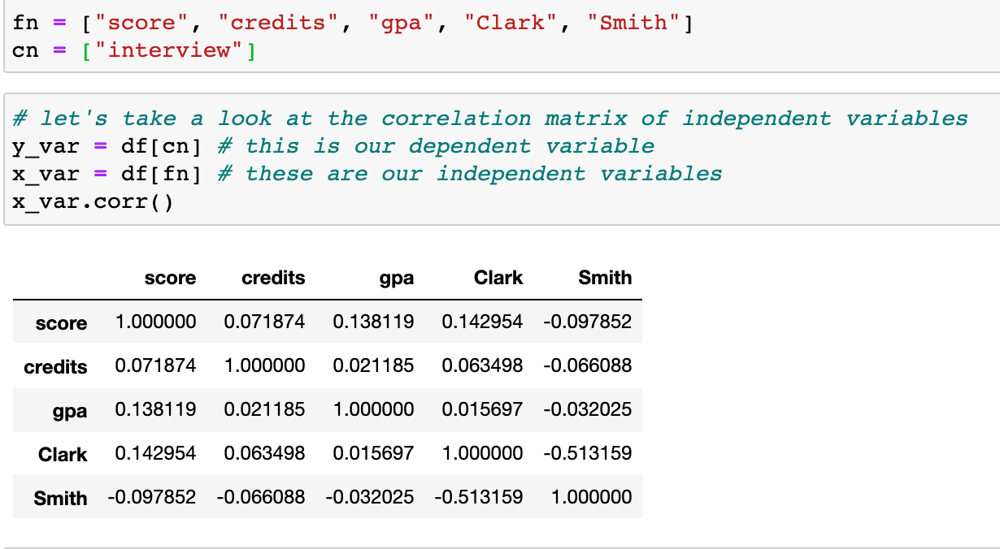 fn = ["score", "credits", "gpa", "Clark", "Smith"]
cn = ["interview"]
# let's take a look at the correlation matrix of independent variables
y_var = df[cn] # this is our dependent variable
x_var = df[fn] # these are our independent variables
x_var.corr()
score credits gpa Clark Smith
score 1.000000 0.071874 0.138119 0.142954 -0.097852
credits 0.071874 1.000000 0.021185 0.063498 -0.066088
gpa 0.138119 0.021185 1.000000 0.015697 -0.032025
Clark 0.142954 0.063498 0.015697 1.000000 -0.513159
Smith -0.097852 -0.066088 -0.032025 -0.513159 1.000000